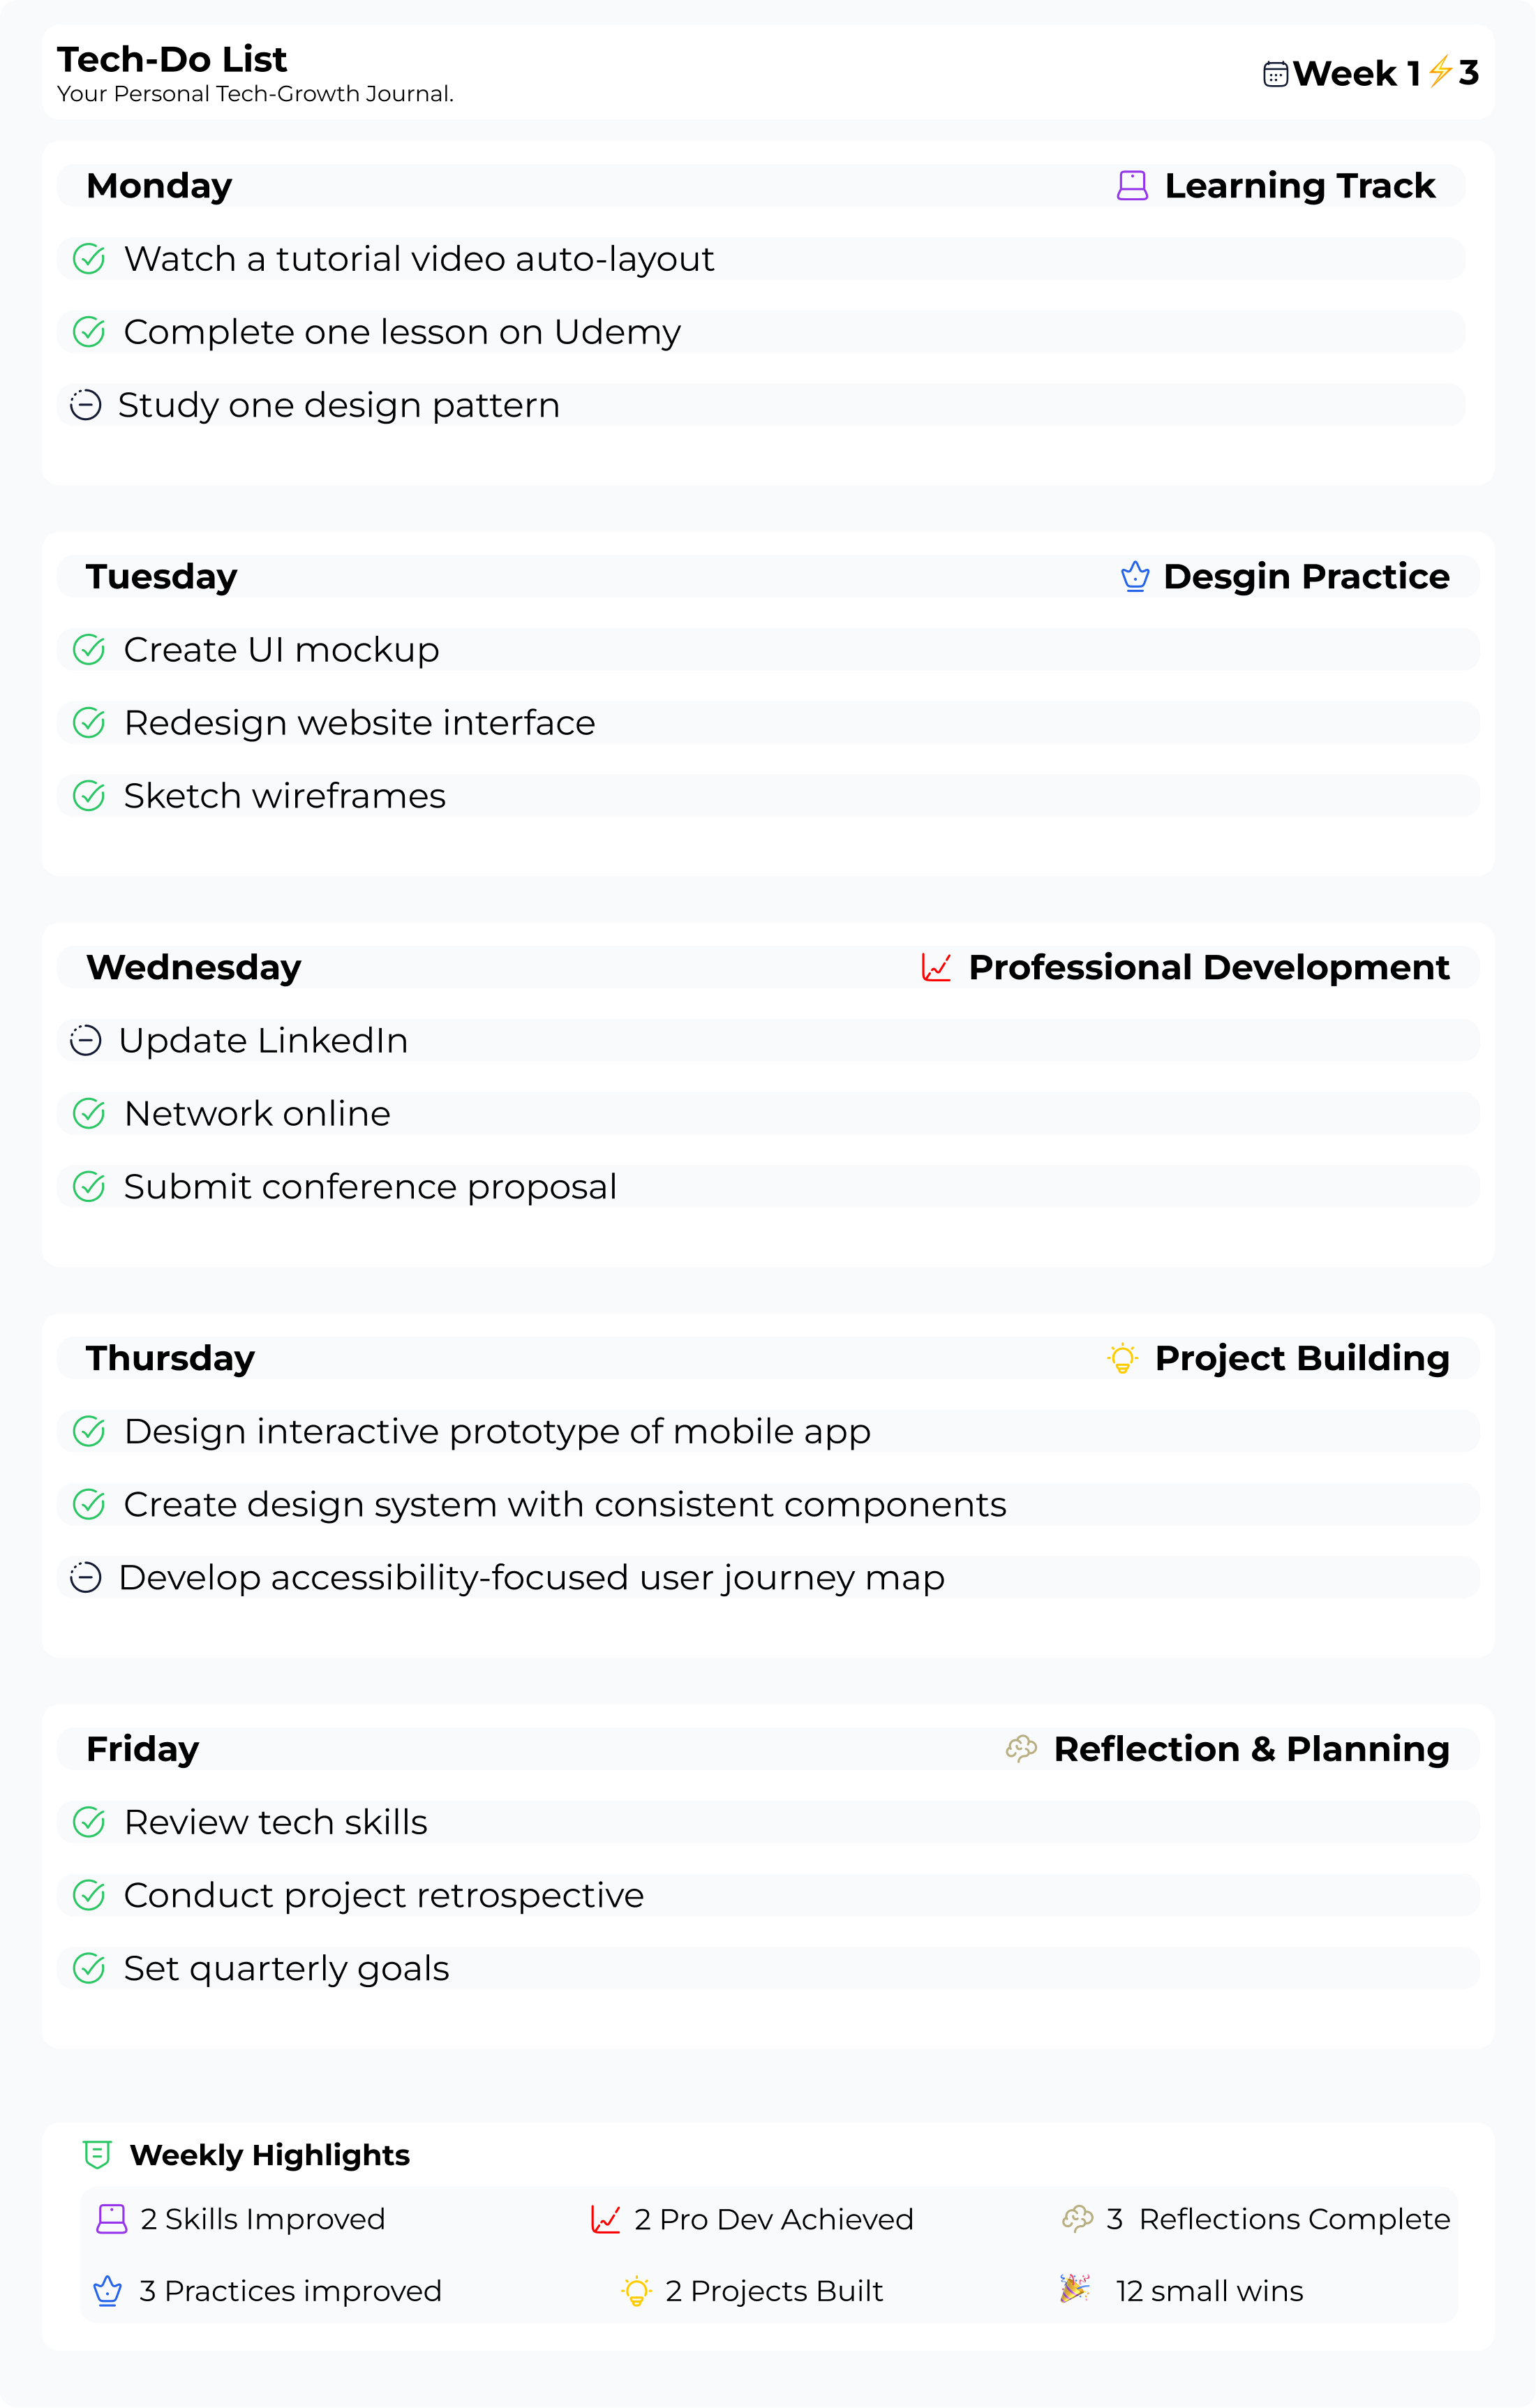 Tech-Do List
Your Personal Tech-Growth Journal.
Week 1⚡3
Monday
Learning Track
Watch a tutorial video auto-layout
Complete one lesson on Udemy
Study one design pattern
Tuesday
Desgin Practice
Create UI mockup
Redesign website interface
Sketch wireframes
Wednesday
Professional Development
Update LinkedIn
Network online
Submit conference proposal
Thursday
Project Building
Design interactive prototype of mobile app
Create design system with consistent components
Develop accessibility-focused user journey map
Friday
Reflection & Planning
Review tech skills
Conduct project retrospective
Set quarterly goals
Weekly Highlights
2 Skills Improved
2 Pro Dev Achieved
3 Reflections Complete
3 Practices improved
2 Projects Built
12 small wins